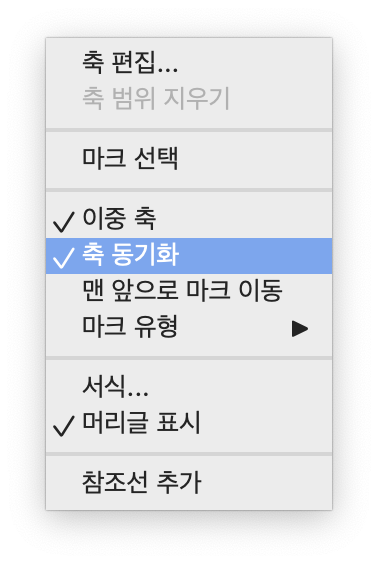 축 편집...
축 범위 지우기
마크 선택
이중 축
축 동기화
맨 앞으로 마크 이동
마크 유형
서식...
머리글 표시
참조선 추가